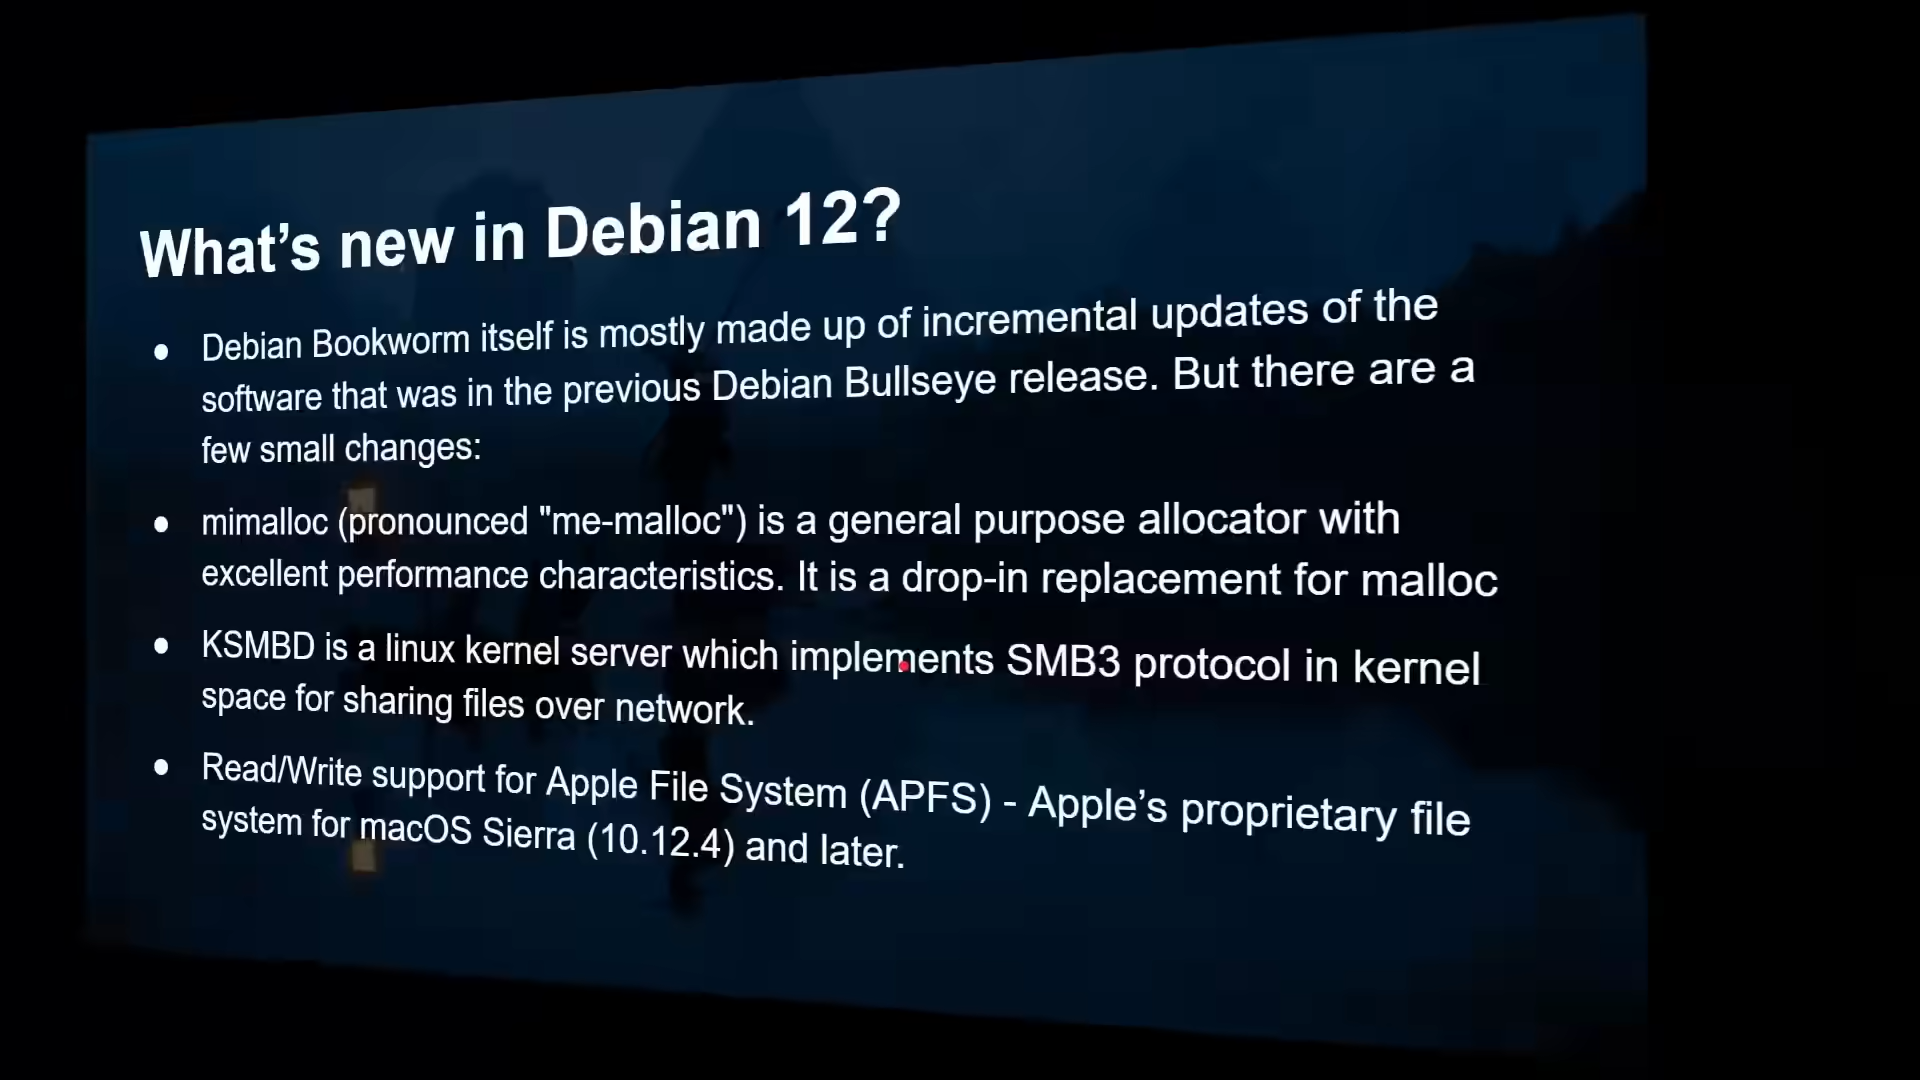 What's new in Debian 12?
● Debian Bookworm itself is mostly made up of incremental updates of the
software that was in the previous Debian Bullseye release. But there are a
few small changes:
● mimalloc (pronounced "me-malloc") is a general purpose allocator with
excellent performance characteristics. It is a drop-in replacement for malloc
● KSMBD is a linux kernel server which implements SMB3 protocol in kernel
space for sharing files over network.
● Read/Write support for Apple File System (APFS) - Apple’s proprietary file
system for macOS Sierra (10.12.4) and later.